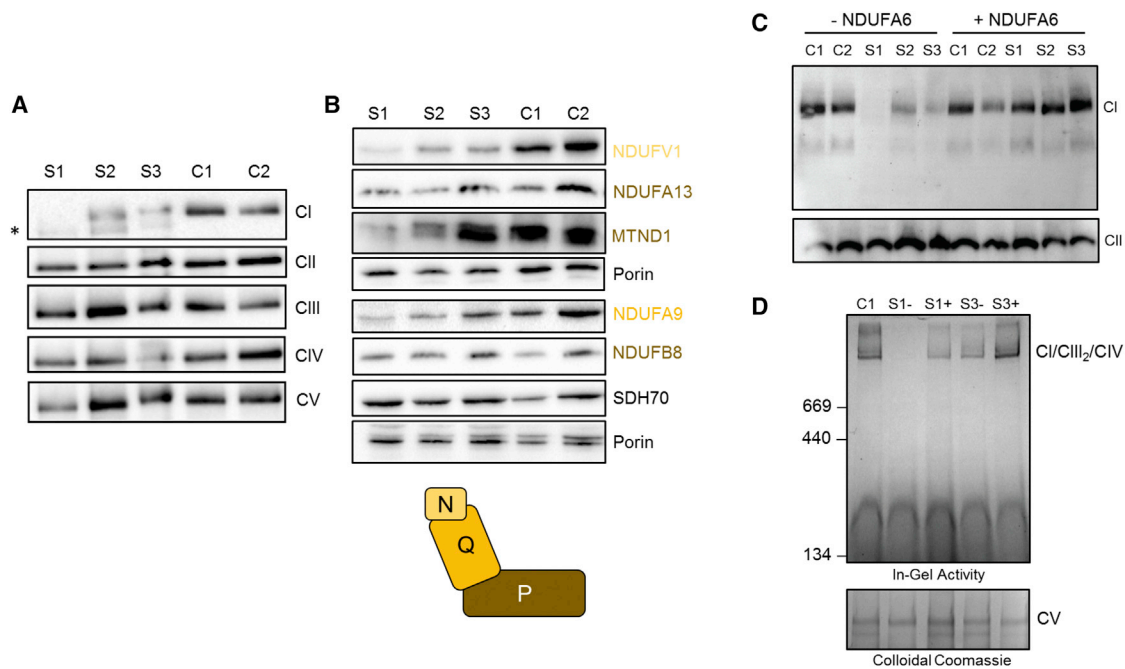 A
S1 S2 S3 C1 C2
*
CI
CII
CIII
CIV
CV
B
S1 S2 S3 C1 C2
NDUFV1
NDUFA13
MTND1
Porin
NDUFA9
NDUFB8
SDH70
Porin
N
Q
P
C
- NDUFA6 + NDUFA6
C1 C2 S1 S2 S3 C1 C2 S1 S2 S3
CI
CII
D
C1 S1- S1+ S3- S3+
CI/CIII₂/CIV
669
440
134
In-Gel Activity
CV
Colloidal Coomassie